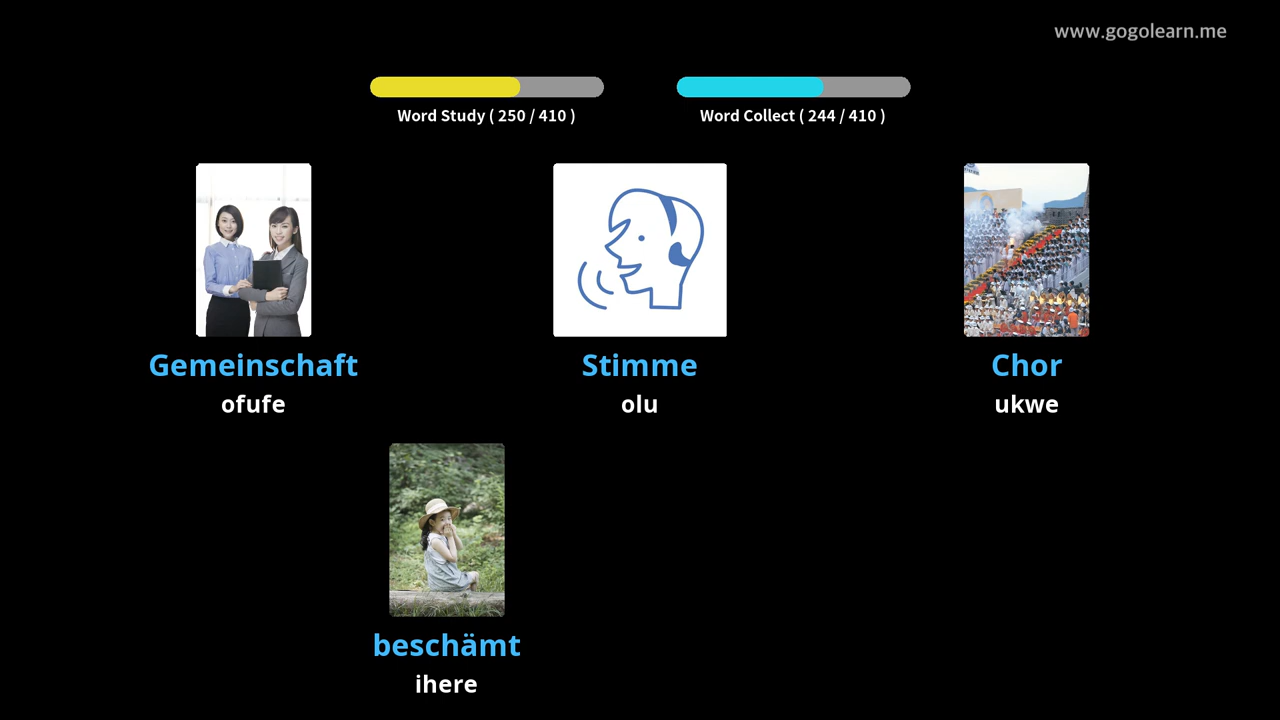 www.gogolearn.me
Word Study ( 250 / 410 )
Word Collect ( 244 / 410 )
Gemeinschaft
ofufe
Stimme
olu
Chor
ukwe
beschämt
ihere